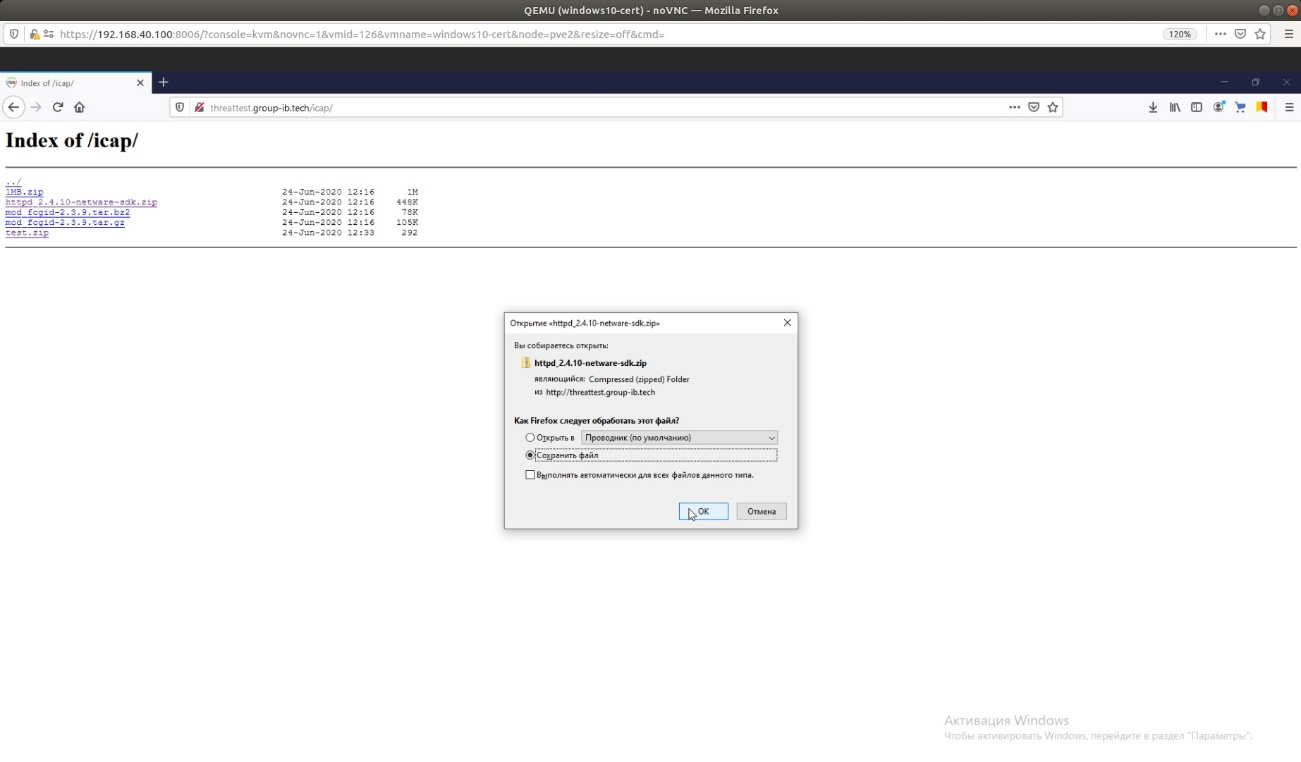 QEMU (windows10-cert) - noVNC — Mozilla Firefox
https://192.168.40.100:8006/?console=kvm&novnc=1&vmid=126&vmname=windows10-cert&node=pve2&resize=off&cmd=
120%
Index of /icap/
threattest.group-ib.tech/icap/
Index of /icap/
../
1MB.zip 24-Jun-2020 12:16 1M
httpd_2.4.10-netware-sdk.zip 24-Jun-2020 12:16 448K
mod_fcgid-2.3.9.tar.bz2 24-Jun-2020 12:16 78K
mod_fcgid-2.3.9.tar.gz 24-Jun-2020 12:16 105K
test.zip 24-Jun-2020 12:33 292
Открытие «httpd_2.4.10-netware-sdk.zip»
Вы собираетесь открыть:
httpd_2.4.10-netware-sdk.zip
являющийся: Compressed (zipped) Folder
из http://threattest.group-ib.tech
Как Firefox следует обработать этот файл?
Открыть в Проводник (по умолчанию)
Сохранить файл
Выполнять автоматически для всех файлов данного типа.
ОК Отмена
Активация Windows
Чтобы активировать Windows, перейдите в раздел "Параметры".